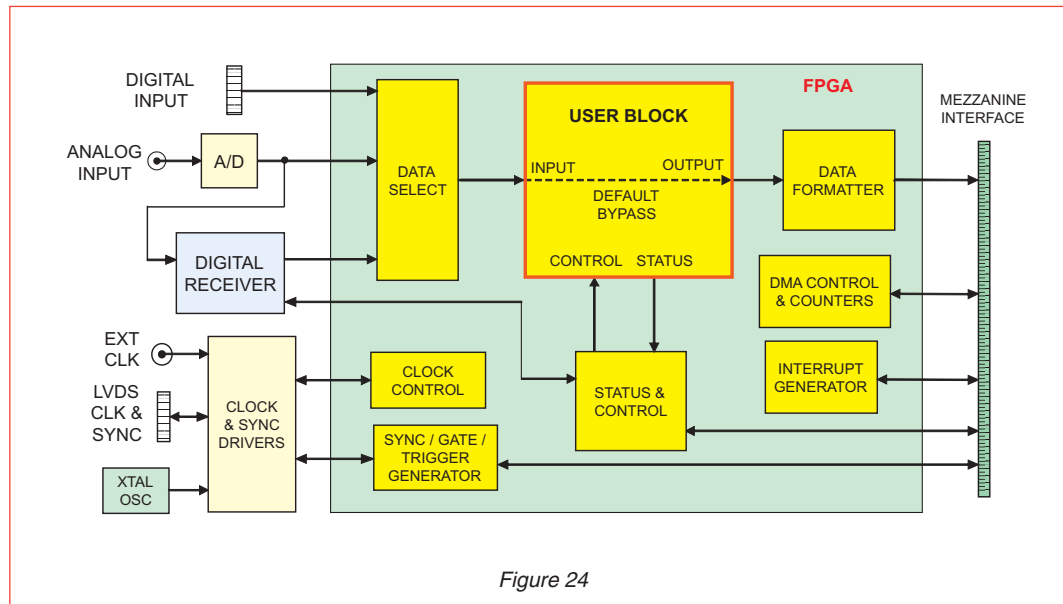 DIGITAL
INPUT
ANALOG
INPUT
A/D
DIGITAL
RECEIVER
EXT
CLK
LVDS
CLK &
SYNC
XTAL
OSC
CLOCK
& SYNC
DRIVERS
FPGA
DATA
SELECT
USER BLOCK
INPUT
OUTPUT
DEFAULT
BYPASS
CONTROL
STATUS
DATA
FORMATTER
DMA CONTROL
& COUNTERS
INTERRUPT
GENERATOR
CLOCK
CONTROL
SYNC / GATE /
TRIGGER
GENERATOR
STATUS &
CONTROL
MEZZANINE
INTERFACE
Figure 24